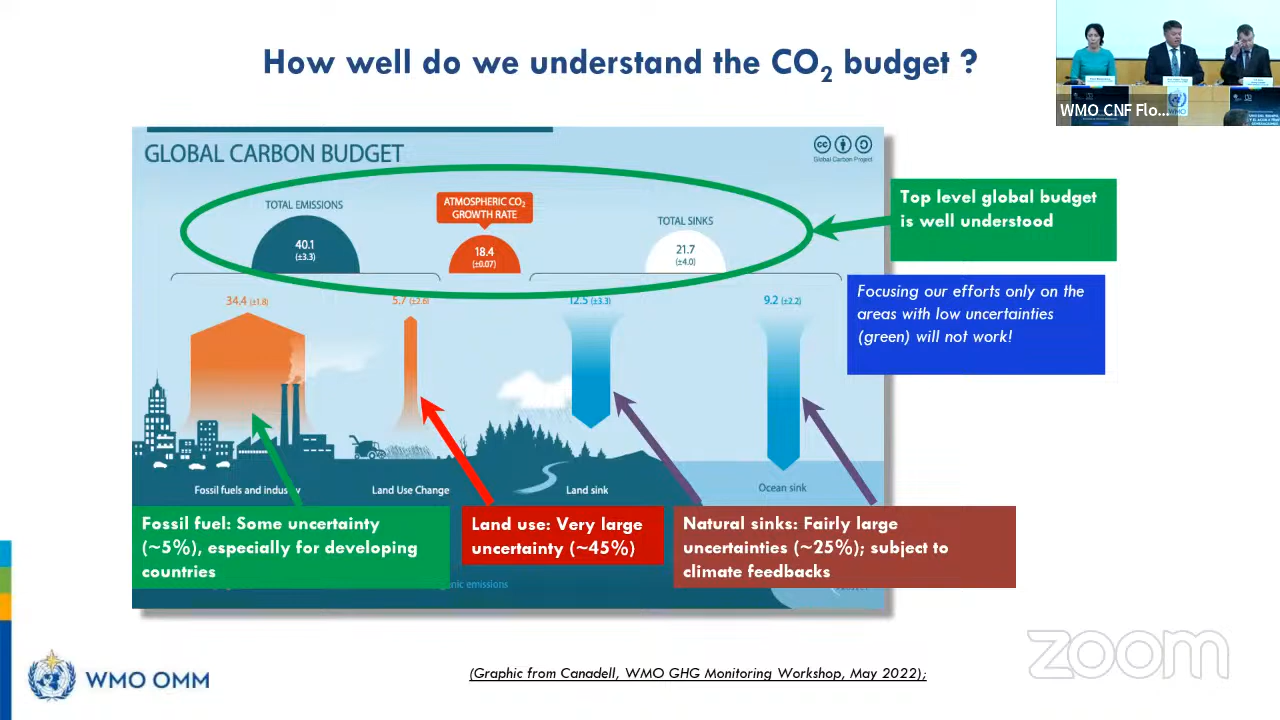 How well do we understand the CO₂ budget ?
WMO CNF Flo...
WMO
GLOBAL CARBON BUDGET
Global Carbon Project
TOTAL EMISSIONS
40.1
(±3.3)
ATMOSPHERIC CO₂
GROWTH RATE
18.4
(±0.07)
TOTAL SINKS
21.7
(±4.0)
Top level global budget
is well understood
34.4 (±1.8)
5.7 (±2.6)
12.5 (±3.3)
9.2 (±2.2)
Focusing our efforts only on the
areas with low uncertainties
(green) will not work!
Fossil fuels and industry
Land Use Change
Land sink
Ocean sink
Fossil fuel: Some uncertainty
(~5%), especially for developing
countries
Land use: Very large
uncertainty (~45%)
Natural sinks: Fairly large
uncertainties (~25%); subject to
climate feedbacks
emissions
zoom
WMO OMM
(Graphic from Canadell, WMO GHG Monitoring Workshop, May 2022);